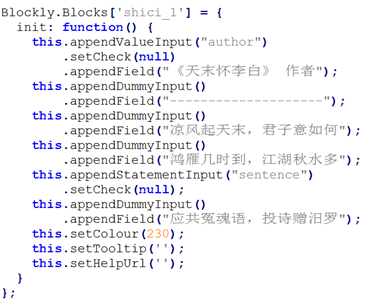 Blockly.Blocks['shici_1'] = {
  init: function() {
    this.appendValueInput("author")
        .setCheck(null)
        .appendField("《天末怀李白》 作者");
    this.appendDummyInput()
        .appendField("---------------------");
    this.appendDummyInput()
        .appendField("凉风起天末，君子意如何");
    this.appendDummyInput()
        .appendField("鸿雁几时到，江湖秋水多");
    this.appendStatementInput("sentence")
        .setCheck(null);
    this.appendDummyInput()
        .appendField("应共冤魂语，投诗赠汨罗");
    this.setColour(230);
    this.setTooltip('');
    this.setHelpUrl('');
  }
};